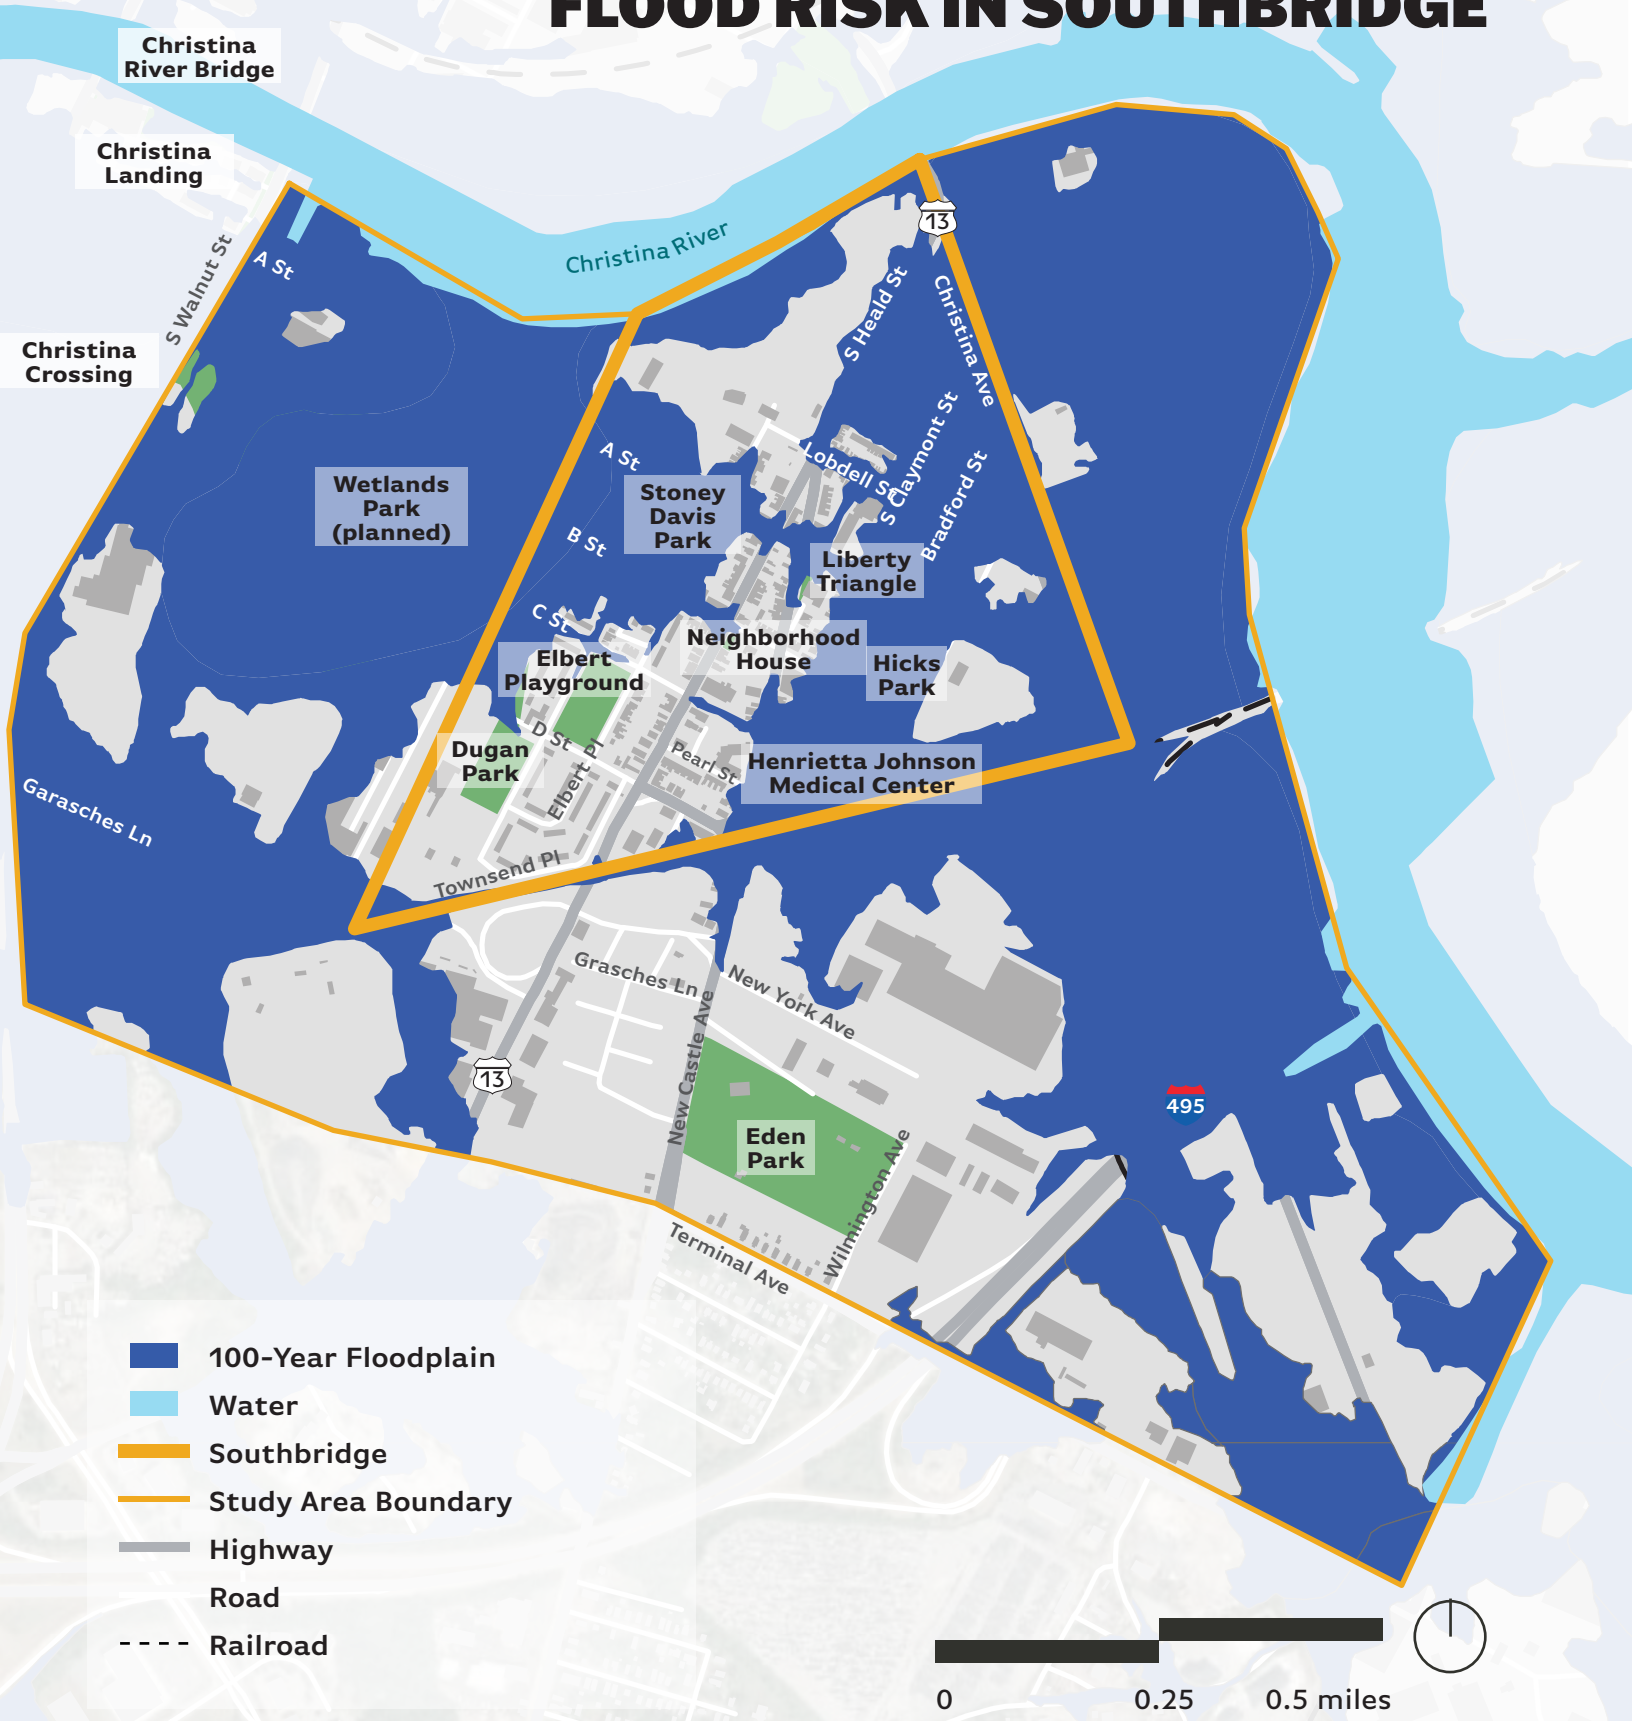 FLOOD RISK IN SOUTHBRIDGE
Christina
River Bridge
Christina
Landing
Christina River
13
S Walnut St
A St
S Heald St
Christina Ave
Christina
Crossing
A St
Lobdell St
S Claymont St
Bradford St
Wetlands
Park
(planned)
Stoney
Davis
Park
B St
Liberty
Triangle
C St
Neighborhood
House
Elbert
Playground
Hicks
Park
D St
Elbert Pl
Dugan
Park
Pearl St
Henrietta Johnson
Medical Center
Garasches Ln
Townsend Pl
Grasches Ln
New York Ave
New Castle Ave
13
495
Eden
Park
Wilmington Ave
Terminal Ave
100-Year Floodplain
Water
Southbridge
Study Area Boundary
Highway
Road
Railroad
0 0.25 0.5 miles